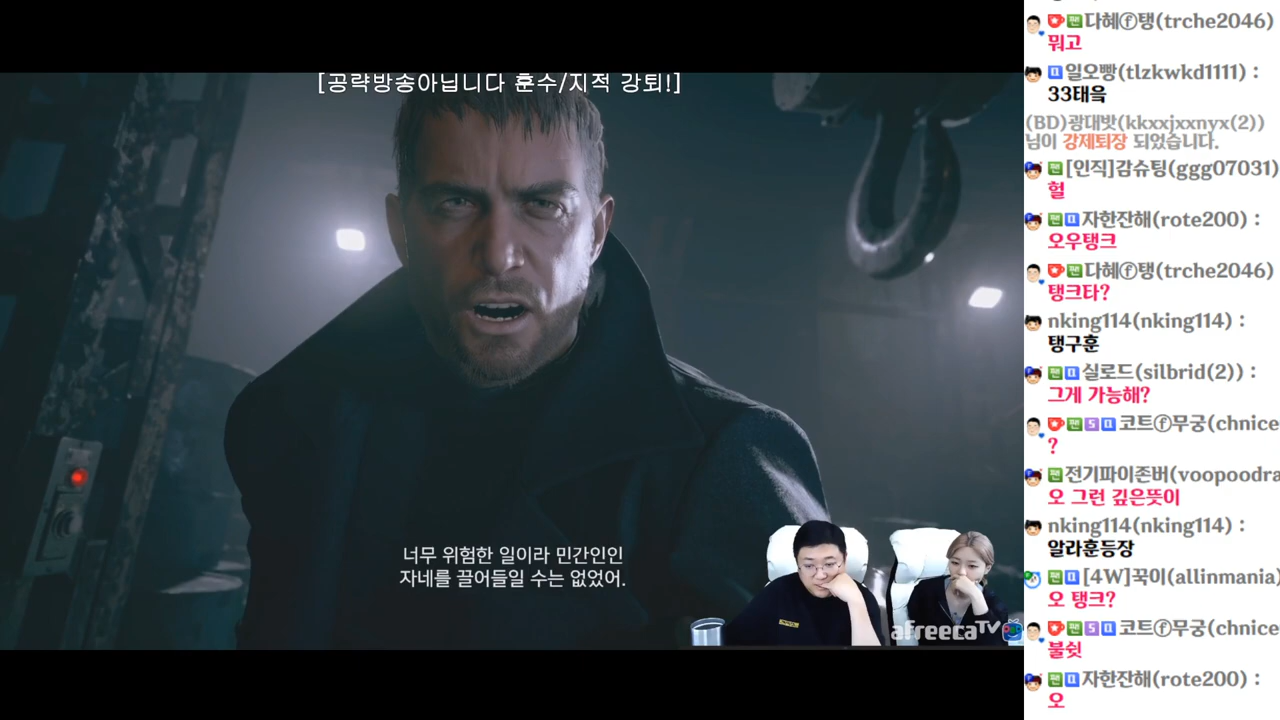 [공략방송아닙니다 훈수/지적 강퇴!]
너무 위험한 일이라 민간인인
자네를 끌어들일 수는 없었어.
afreecaTV
다혜ⓕ탱(trche2046)
뭐고
일오빵(tlzkwkd1111) :
33태윽
(BD)광대밧(kkxxjxxnyx(2))
님이 강제퇴장 되었습니다.
[인직]감슈팅(ggg07031)
헐
자한잔해(rote200) :
오우탱크
다혜ⓕ탱(trche2046)
탱크타?
nking114(nking114) :
탱구훈
실로드(silbrid(2)) :
그게 가능해?
코트ⓕ무궁(chnice
?
전기파이존버(voopoodra
오 그런 깊은뜻이
nking114(nking114) :
알라훈등장
[4W]꾹이(allinmania)
오 탱크?
코트ⓕ무궁(chnice
불쉿
자한잔해(rote200) :
오